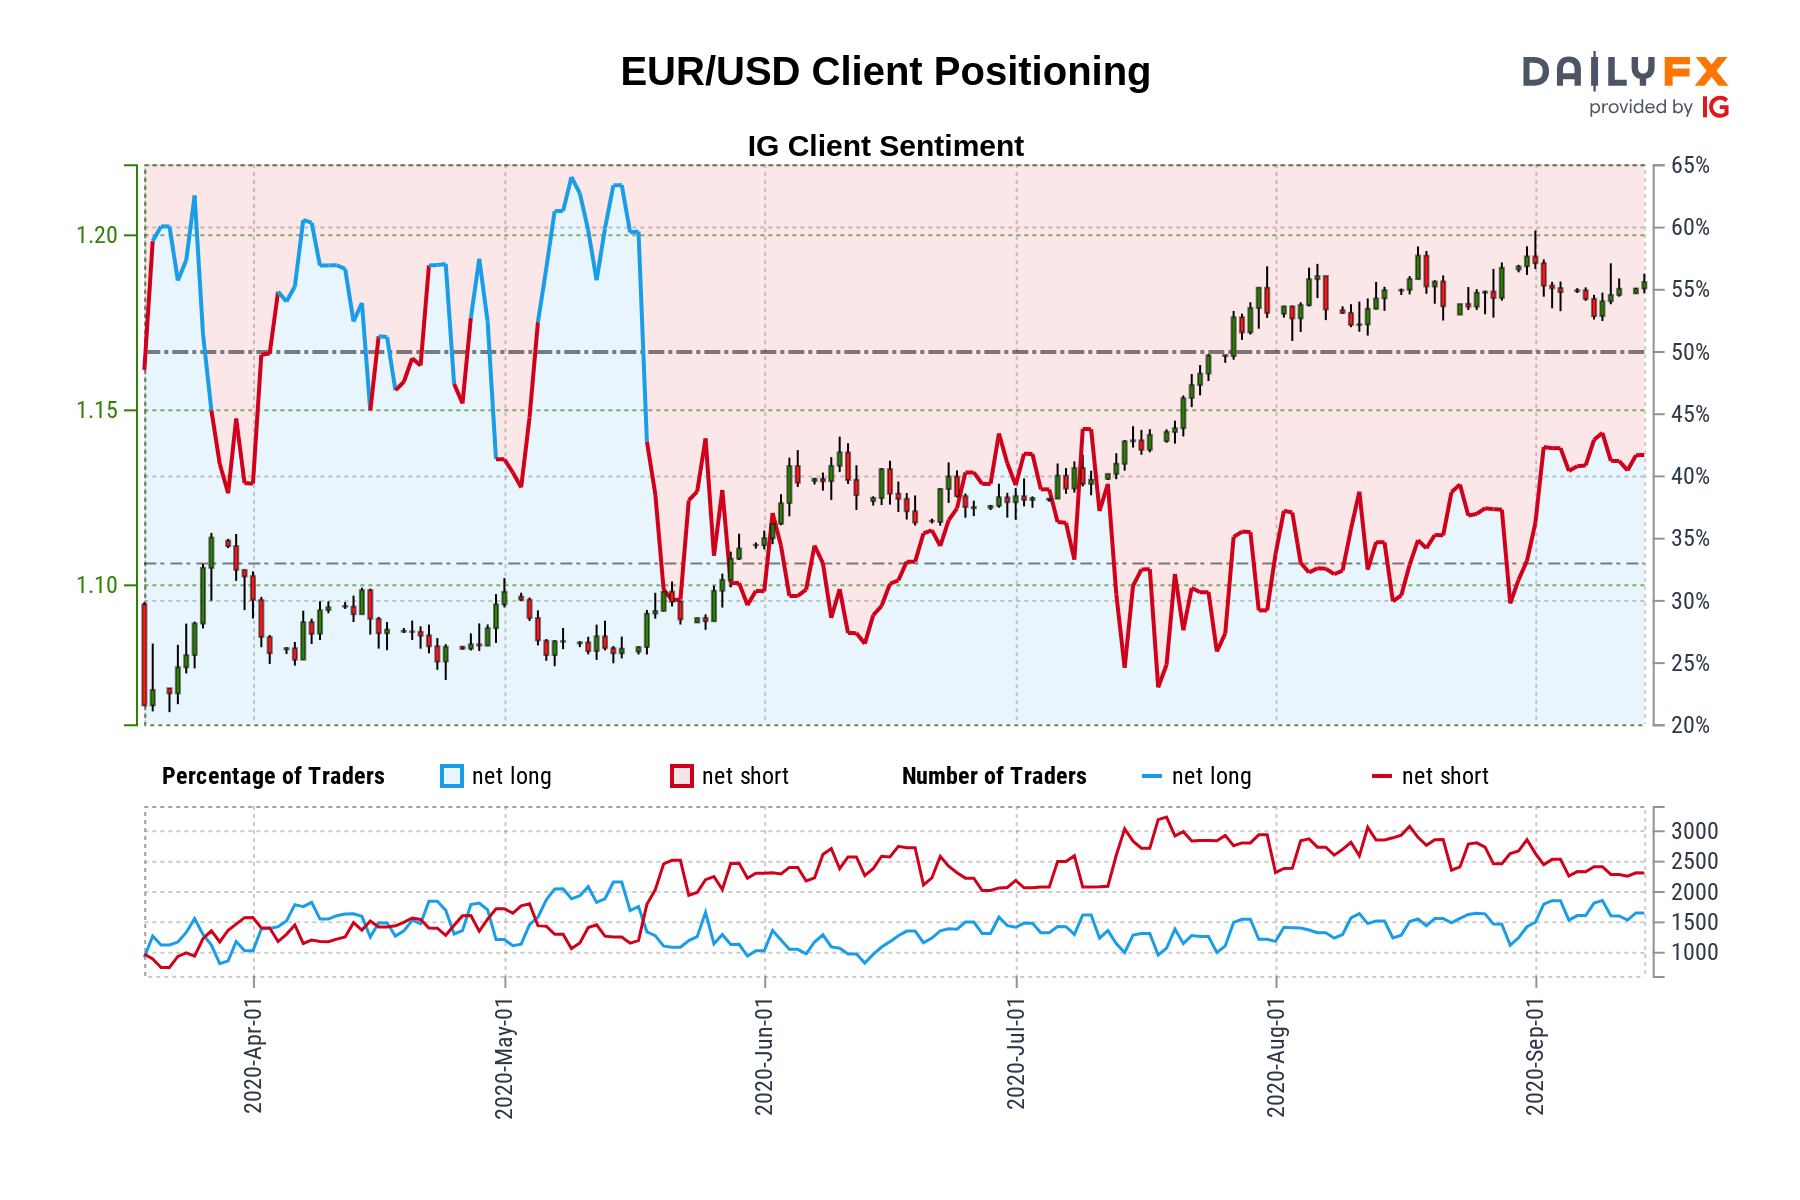 EUR/USD Client Positioning
DAILYFX
provided by IG
IG Client Sentiment
1.20
1.15
1.10
65%
60%
55%
50%
45%
40%
35%
30%
25%
20%
Percentage of Traders net long net short Number of Traders net long net short
3000
2500
2000
1500
1000
2020-Apr-01
2020-May-01
2020-Jun-01
2020-Jul-01
2020-Aug-01
2020-Sep-01